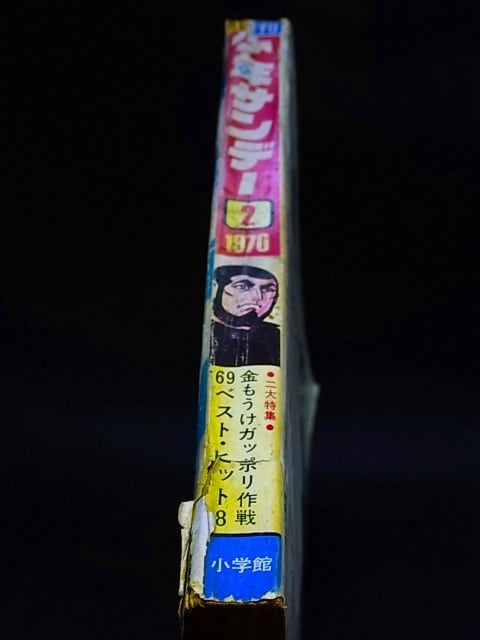 少年サンデー
2
1970
●二大特集●
金もうけガッポリ作戦
69ベスト・ヒット8
小学館